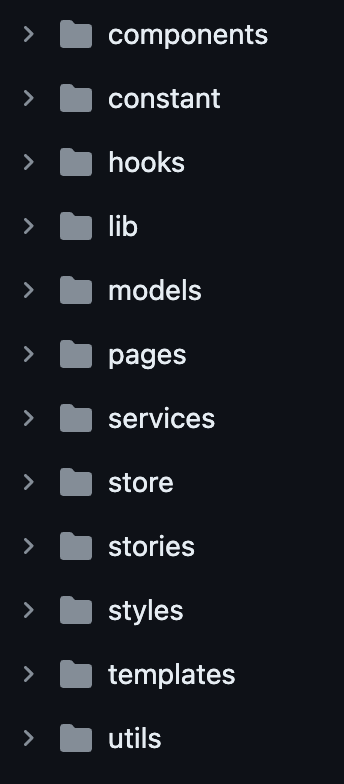 components
constant
hooks
lib
models
pages
services
store
stories
styles
templates
utils